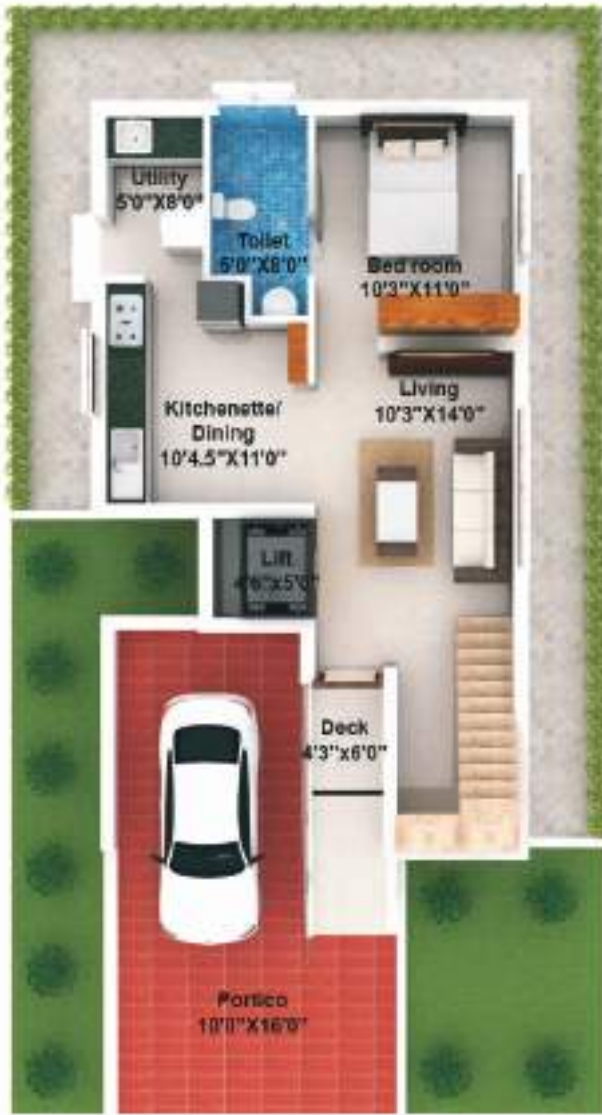 Utility
5'0"X8'0"
Toilet
5'0"X8'0"
Bed room
10'3"X11'0"
Living
10'3"X14'0"
Kitchenette/
Dining
10'4.5"X11'0"
Lift
4'6"x5'0"
Deck
4'3"x6'0"
Portico
10'0"X16'0"